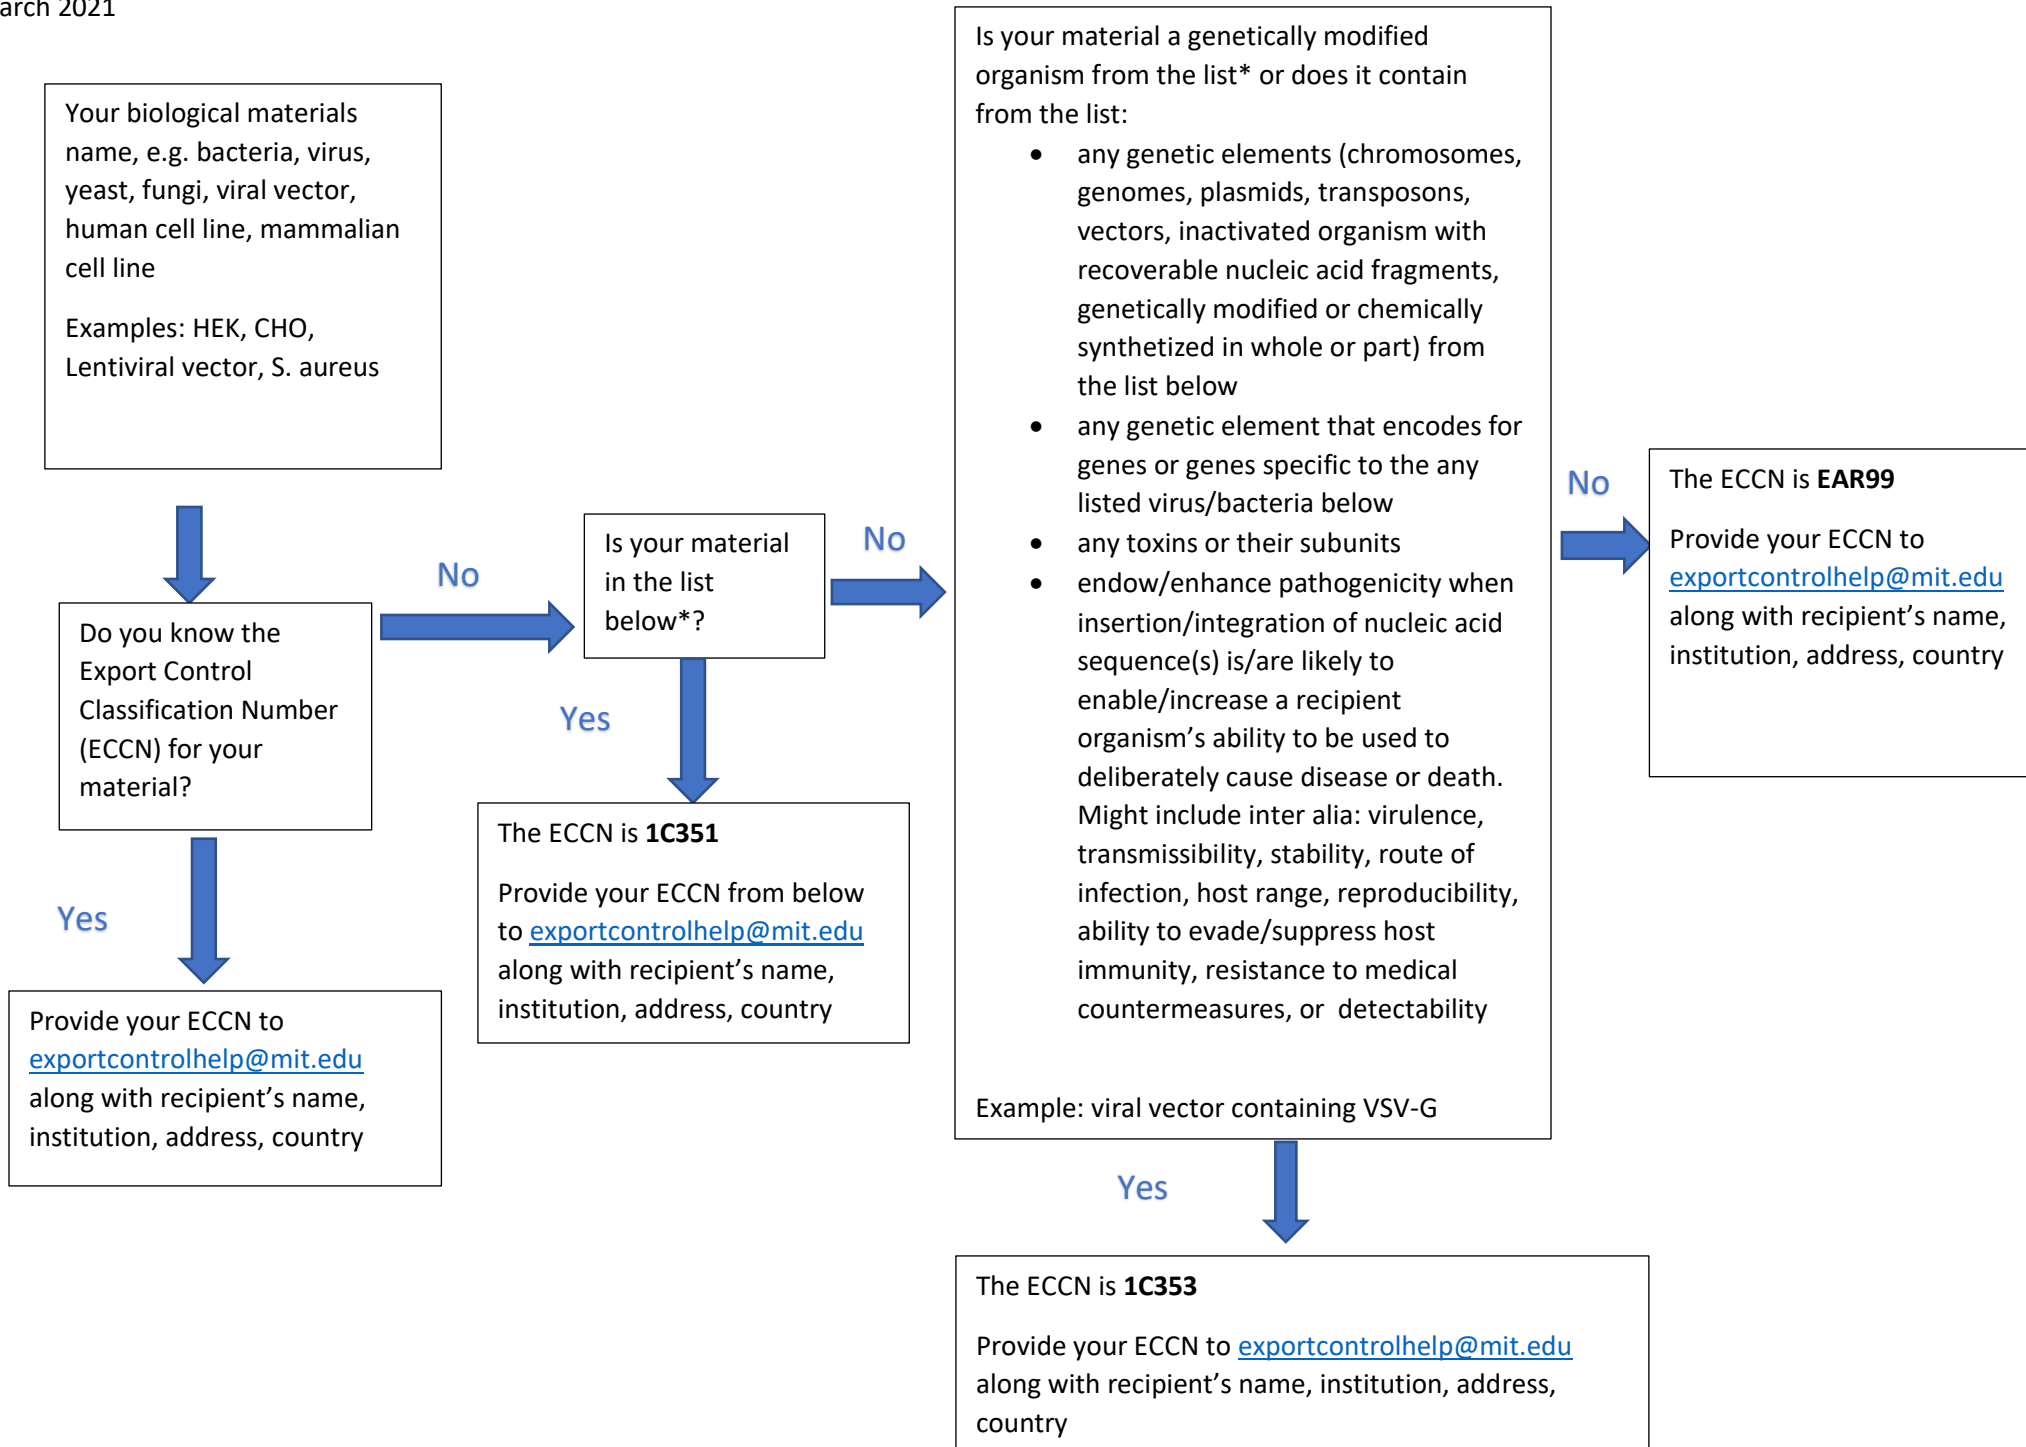 arch 2021
Your biological materials
name, e.g. bacteria, virus,
yeast, fungi, viral vector,
human cell line, mammalian
cell line
Examples: HEK, CHO,
Lentiviral vector, S. aureus
Do you know the
Export Control
Classification Number
(ECCN) for your
material?
Yes
Provide your ECCN to
exportcontrolhelp@mit.edu
along with recipient’s name,
institution, address, country
No
Is your material
in the list
below*?
Yes
The ECCN is 1C351
Provide your ECCN from below
to exportcontrolhelp@mit.edu
along with recipient’s name,
institution, address, country
No
Is your material a genetically modified
organism from the list* or does it contain
from the list:
• any genetic elements (chromosomes,
genomes, plasmids, transposons,
vectors, inactivated organism with
recoverable nucleic acid fragments,
genetically modified or chemically
synthetized in whole or part) from
the list below
• any genetic element that encodes for
genes or genes specific to the any
listed virus/bacteria below
• any toxins or their subunits
• endow/enhance pathogenicity when
insertion/integration of nucleic acid
sequence(s) is/are likely to
enable/increase a recipient
organism’s ability to be used to
deliberately cause disease or death.
Might include inter alia: virulence,
transmissibility, stability, route of
infection, host range, reproducibility,
ability to evade/suppress host
immunity, resistance to medical
countermeasures, or  detectability
Example: viral vector containing VSV-G
Yes
The ECCN is 1C353
Provide your ECCN to exportcontrolhelp@mit.edu
along with recipient’s name, institution, address,
country
No
The ECCN is EAR99
Provide your ECCN to
exportcontrolhelp@mit.edu
along with recipient’s name,
institution, address, country